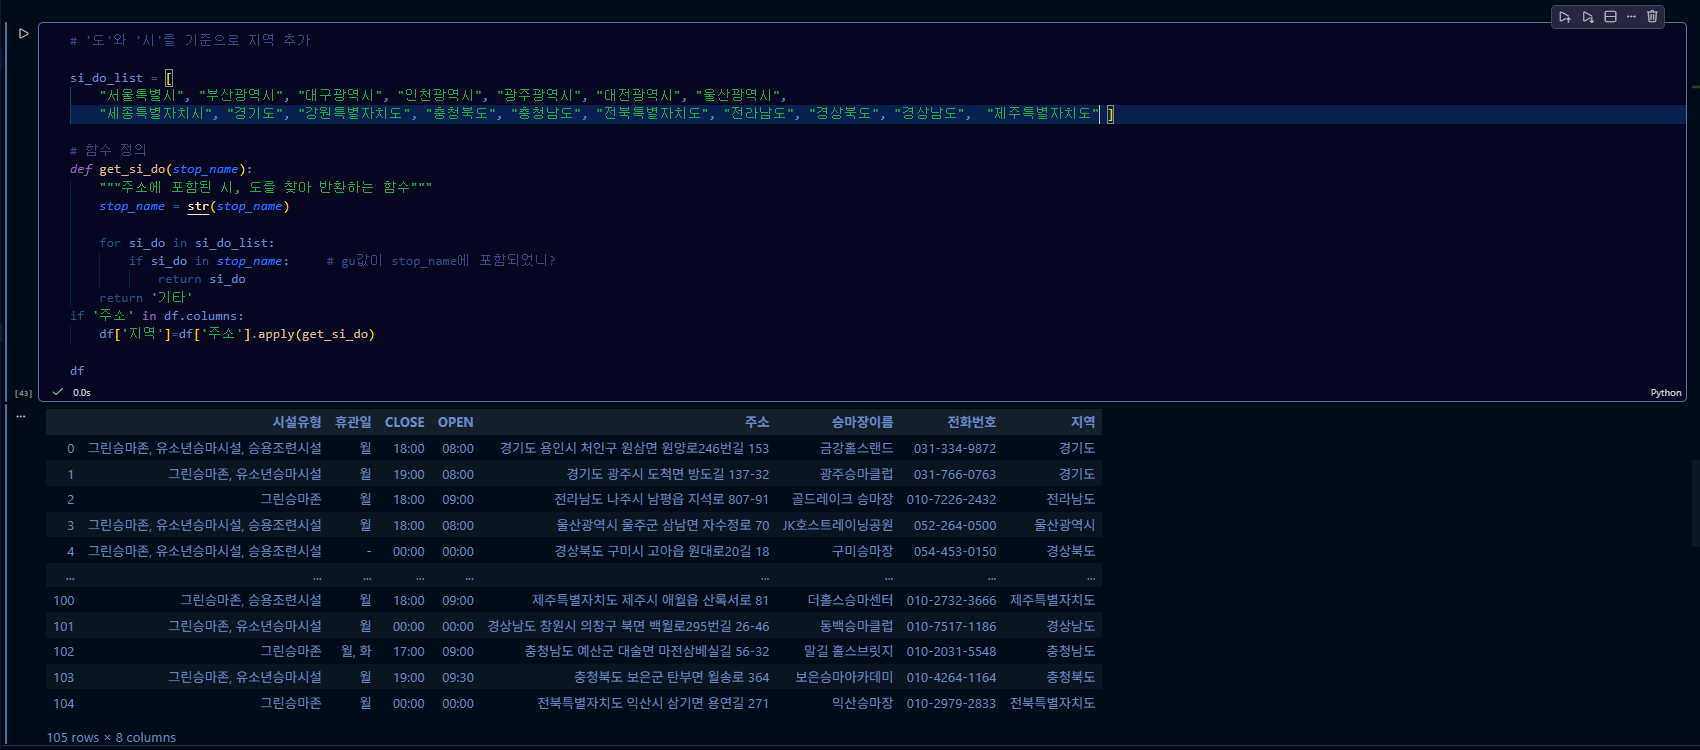 # '도'와 '시'를 기준으로 지역 추가
si_do_list = [
"서울특별시", "부산광역시", "대구광역시", "인천광역시", "광주광역시", "대전광역시", "울산광역시",
"세종특별자치시", "경기도", "강원특별자치도", "충청북도", "충청남도", "전북특별자치도", "전라남도", "경상북도", "경상남도",  "제주특별자치도" ]
# 함수 정의
def get_si_do(stop_name):
"""주소에 포함된 시, 도를 찾아 반환하는 함수"""
stop_name = str(stop_name)
for si_do in si_do_list:
if si_do in stop_name:     # gu값이 stop_name에 포함되었니?
return si_do
return '기타'
if '주소' in df.columns:
df['지역']=df['주소'].apply(get_si_do)
df
[43] 0.0s Python
... 시설유형 휴관일 CLOSE OPEN 주소 승마장이름 전화번호 지역
0 그린승마존, 유소년승마시설, 승용조련시설 월 18:00 08:00 경기도 용인시 처인구 원삼면 원양로246번길 153 금강홀스랜드 031-334-9872 경기도
1 그린승마존, 유소년승마시설 월 19:00 08:00 경기도 광주시 도척면 방도길 137-32 광주승마클럽 031-766-0763 경기도
2 그린승마존 월 18:00 09:00 전라남도 나주시 남평읍 지석로 807-91 골드레이크 승마장 010-7226-2432 전라남도
3 그린승마존, 유소년승마시설, 승용조련시설 월 18:00 08:00 울산광역시 울주군 삼남면 자수정로 70 JK호스트레이닝공원 052-264-0500 울산광역시
4 그린승마존, 유소년승마시설, 승용조련시설 - 00:00 00:00 경상북도 구미시 고아읍 원대로20길 18 구미승마장 054-453-0150 경상북도
... ... ... ... ... ... ... ... ...
100 그린승마존, 승용조련시설 월 18:00 09:00 제주특별자치도 제주시 애월읍 산록서로 81 더홀스승마센터 010-2732-3666 제주특별자치도
101 그린승마존, 유소년승마시설 월 00:00 00:00 경상남도 창원시 의창구 북면 백월로295번길 26-46 동백승마클럽 010-7517-1186 경상남도
102 그린승마존 월, 화 17:00 09:00 충청남도 예산군 대술면 마전삼베실길 56-32 말길 홀스브릿지 010-2031-5548 충청남도
103 그린승마존, 유소년승마시설 월 19:00 09:30 충청북도 보은군 탄부면 월송로 364 보은승마아카데미 010-4264-1164 충청북도
104 그린승마존 월 00:00 00:00 전북특별자치도 익산시 삼기면 용연길 271 익산승마장 010-2979-2833 전북특별자치도
105 rows × 8 columns